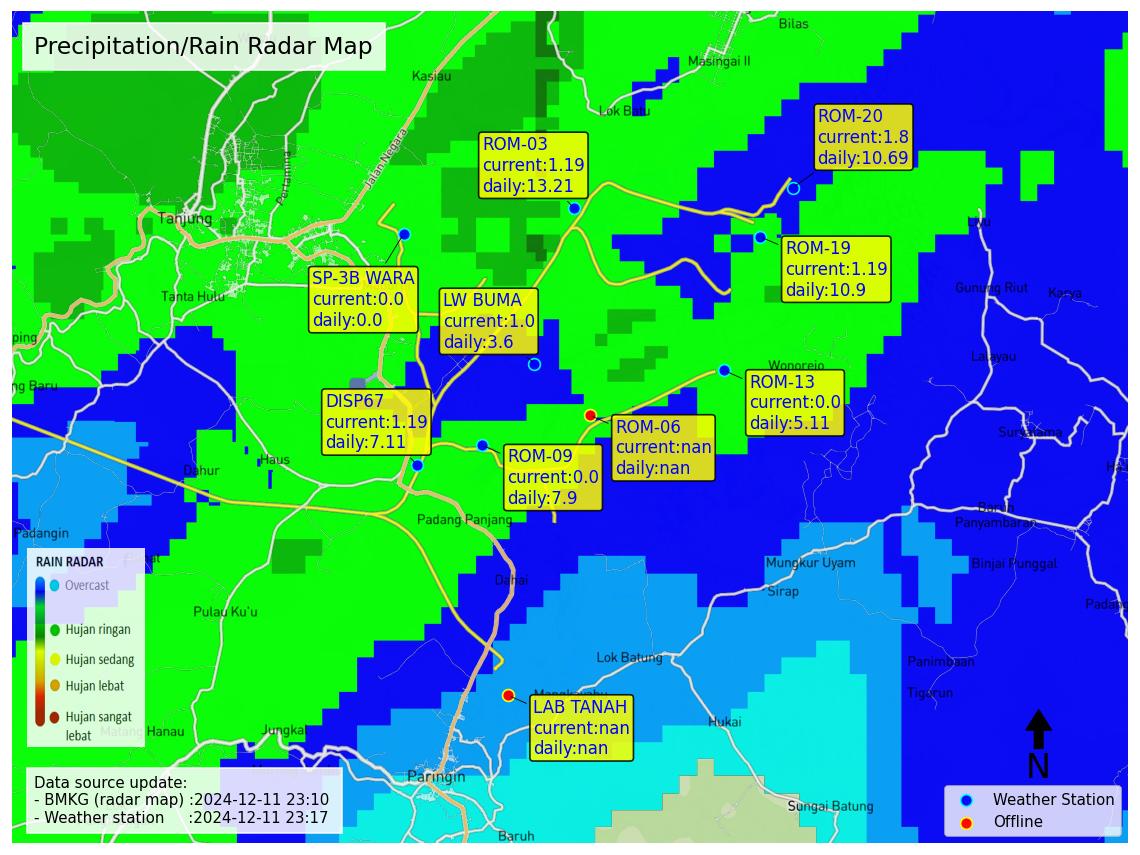 Precipitation/Rain Radar Map
Bilas
Masingai II
Kasiau
Lok Batu
Jalan Negara
Pertamina
Tanjung
Tanta Hulu
ROM-20
current:1.8
daily:10.69
ROM-03
current:1.19
daily:13.21
ROM-19
current:1.19
daily:10.9
SP-3B WARA
current:0.0
daily:0.0
LW BUMA
current:1.0
daily:3.6
Liyu
Gunung Riut
Karya
Lalayau
Wonorejo
ping
ng Baru
ROM-13
current:0.0
daily:5.11
DISP67
current:1.19
daily:7.11
ROM-06
current:nan
daily:nan
ROM-09
current:0.0
daily:7.9
Suryatama
Haus
Dahur
Padang Panjang
Baruh
Panyambaran
Padangin
Mungkur Uyam
Binjai Punggal
Dahai
Sirap
Padang
Pulau Ku'u
Lok Batung
Panimbaan
Tigarun
RAIN RADAR
Overcast
Hujan ringan
Hujan sedang
Hujan lebat
Hujan sangat
lebat
LAB TANAH
current:nan
daily:nan
Hukai
Jungkal
Manau
Paringin
Sungai Batung
Baruh
Data source update:
- BMKG (radar map) :2024-12-11 23:10
- Weather station :2024-12-11 23:17
N
Weather Station
Offline